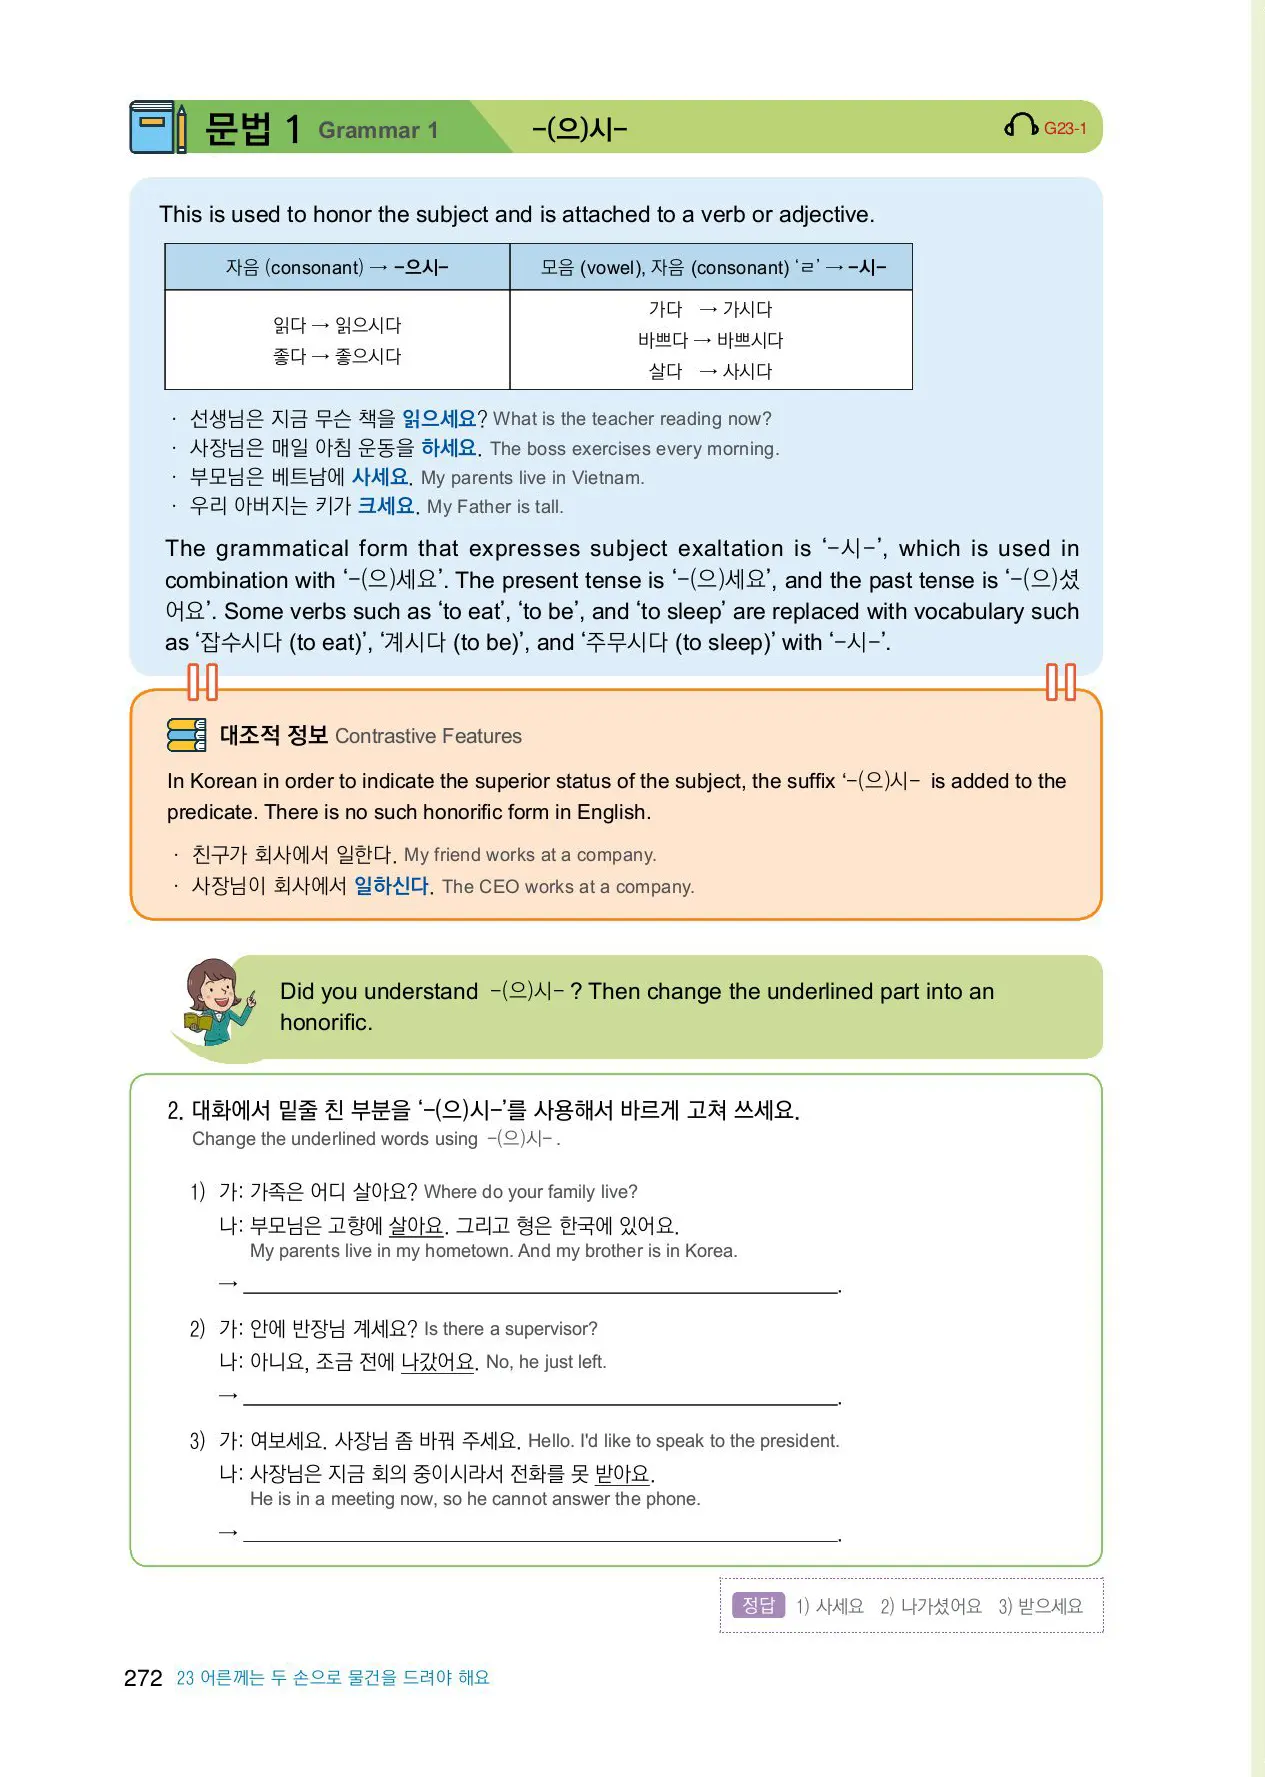 문법 1 Grammar 1 -(으)시- G23-1
This is used to honor the subject and is attached to a verb or adjective.
자음 (consonant) → -으시- 모음 (vowel), 자음 (consonant) ‘ㄹ’ → -시-
읽다 → 읽으시다
좋다 → 좋으시다
가다 → 가시다
바쁘다 → 바쁘시다
살다 → 사시다
· 선생님은 지금 무슨 책을 읽으세요? What is the teacher reading now?
· 사장님은 매일 아침 운동을 하세요. The boss exercises every morning.
· 부모님은 베트남에 사세요. My parents live in Vietnam.
· 우리 아버지는 키가 크세요. My Father is tall.
The grammatical form that expresses subject exaltation is ‘-시-’, which is used in
combination with ‘-(으)세요’. The present tense is ‘-(으)세요’, and the past tense is ‘-(으)셨
어요’. Some verbs such as ‘to eat’, ‘to be’, and ‘to sleep’ are replaced with vocabulary such
as ‘잡수시다 (to eat)’, ‘계시다 (to be)’, and ‘주무시다 (to sleep)’ with ‘-시-’.
대조적 정보 Contrastive Features
In Korean in order to indicate the superior status of the subject, the suffix ‘-(으)시- is added to the
predicate. There is no such honorific form in English.
· 친구가 회사에서 일한다. My friend works at a company.
· 사장님이 회사에서 일하신다. The CEO works at a company.
Did you understand -(으)시- ? Then change the underlined part into an
honorific.
2. 대화에서 밑줄 친 부분을 ‘-(으)시-’를 사용해서 바르게 고쳐 쓰세요.
Change the underlined words using -(으)시- .
1) 가: 가족은 어디 살아요? Where do your family live?
나: 부모님은 고향에 살아요. 그리고 형은 한국에 있어요.
My parents live in my hometown. And my brother is in Korea.
→ .
2) 가: 안에 반장님 계세요? Is there a supervisor?
나: 아니요, 조금 전에 나갔어요. No, he just left.
→ .
3) 가: 여보세요. 사장님 좀 바꿔 주세요. Hello. I'd like to speak to the president.
나: 사장님은 지금 회의 중이시라서 전화를 못 받아요.
He is in a meeting now, so he cannot answer the phone.
→ .
정답 1) 사세요 2) 나가셨어요 3) 받으세요
272 23 어른께는 두 손으로 물건을 드려야 해요